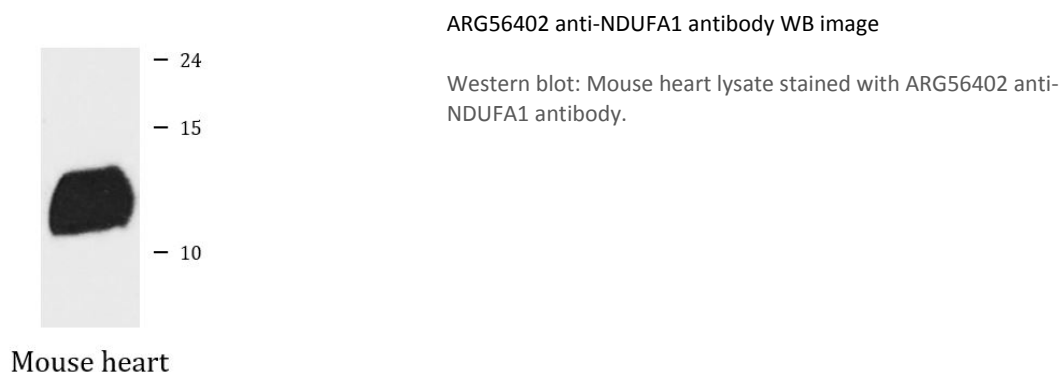 ARG56402 anti-NDUFA1 antibody WB image
24
Western blot: Mouse heart lysate stained with ARG56402 anti-
NDUFA1 antibody.
15
10
Mouse heart